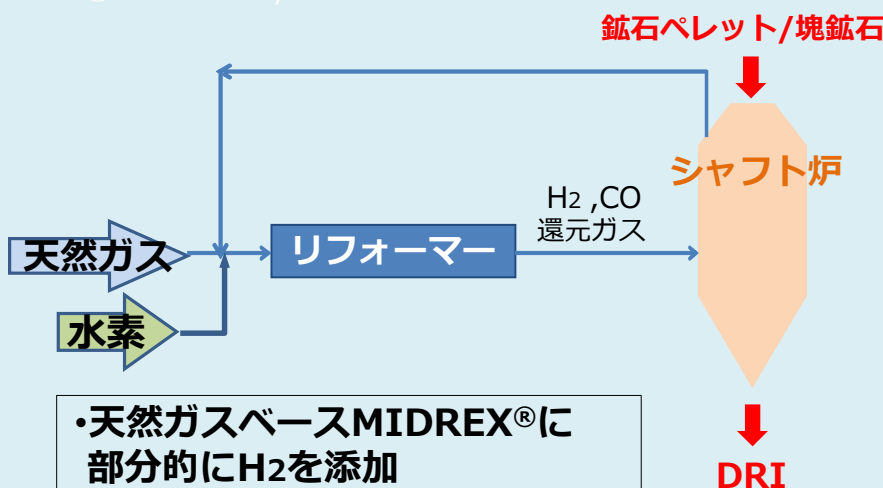 鉱石ペレット/塊鉱石
シャフト炉
H2 ,CO
還元ガス
天然ガス
リフォーマー
水素
・天然ガスベースMIDREX®に
部分的にH2を添加
DRI